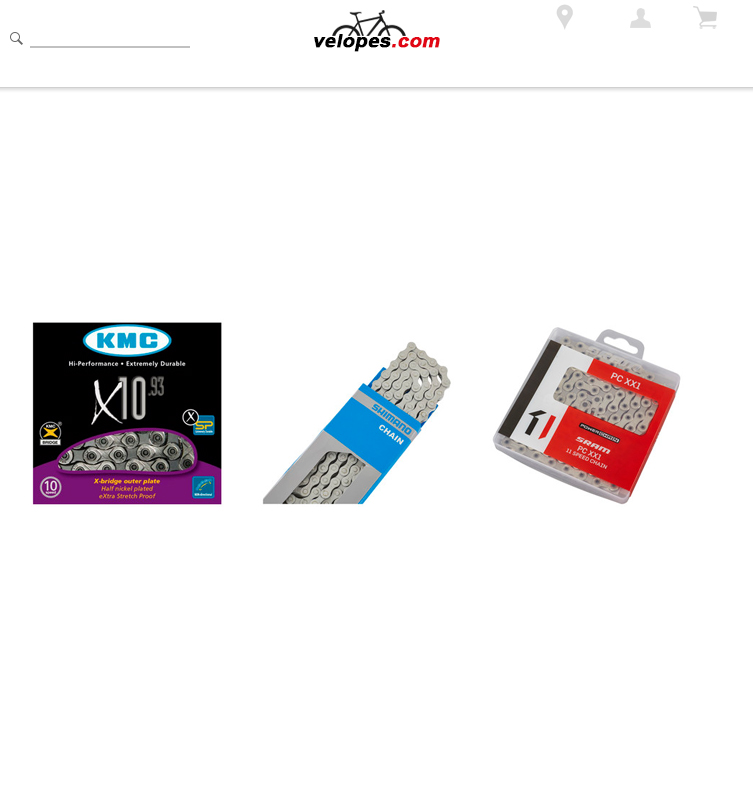 velopes.com
KMC
Hi-Performance • Extremely Durable
X10.93
KMC
X
BRIDGE
X
SP
10
X-bridge outer plate
Half nickel plated
eXtra Stretch Proof
SHIMANO
CHAIN
PC XX1
POWERCHAIN
SRAM
PC XX1
11 SPEED CHAIN